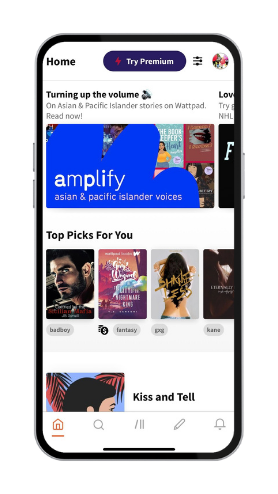 Home
Try Premium
Turning up the volume 🔊
On Asian & Pacific Islander stories on Wattpad.
Read now!
Love
Try g
NHL
THE BOOK
KEEPER'S
amplify
asian & pacific islander voices
F
Top Picks For You
NIGHTMARE
KING
badboy
fantasy
gxg
kane
Kiss and Tell